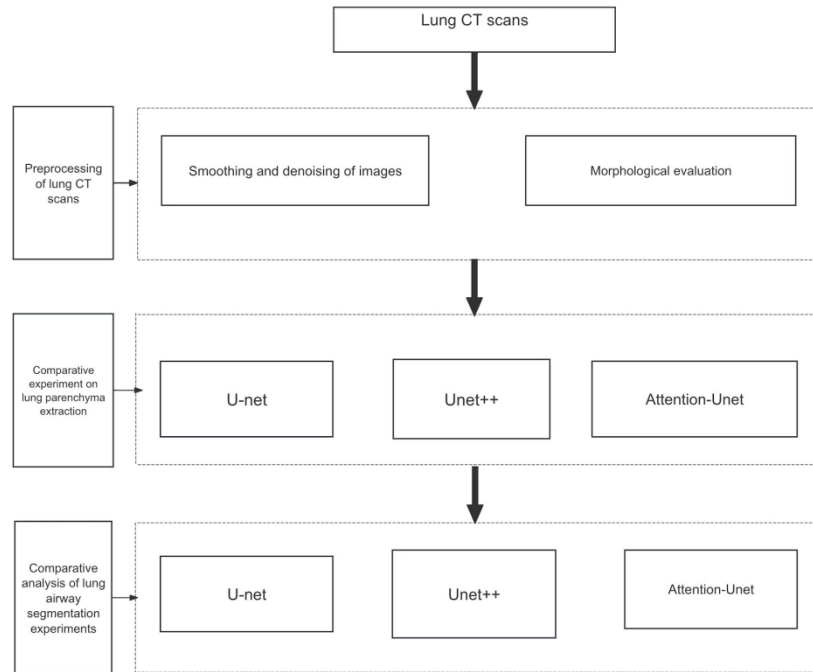 Lung CT scans
Preprocessing
of lung CT
scans
Smoothing and denoising of images
Morphological evaluation
Comparative
experiment on
lung parenchyma
extraction
U-net
Unet++
Attention-Unet
Comparative
analysis of lung
airway
segmentation
experiments
U-net
Unet++
Attention-Unet